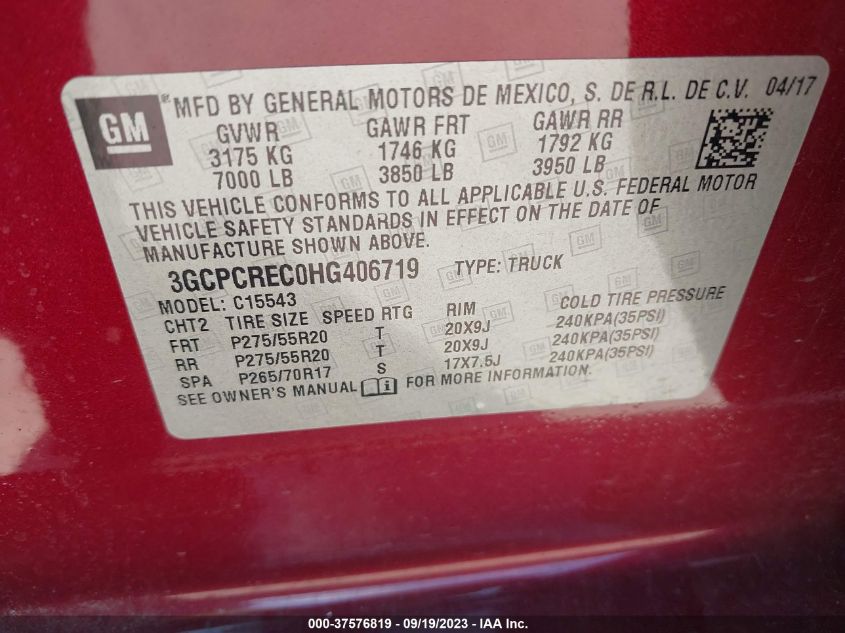 GM
® MFD BY GENERAL MOTORS DE MEXICO, S. DE R.L. DE C.V. 04/17
GVWR GAWR FRT GAWR RR
3175 KG 1746 KG 1792 KG
7000 LB 3850 LB 3950 LB
THIS VEHICLE CONFORMS TO ALL APPLICABLE U.S. FEDERAL MOTOR
VEHICLE SAFETY STANDARDS IN EFFECT ON THE DATE OF
MANUFACTURE SHOWN ABOVE.
3GCPCREC0HG406719 TYPE: TRUCK
MODEL: C15543
CHT2 TIRE SIZE SPEED RTG RIM COLD TIRE PRESSURE
FRT P275/55R20 T 20X9J 240KPA(35PSI)
RR P275/55R20 T 20X9J 240KPA(35PSI)
SPA P265/70R17 S 17X7.5J 240KPA(35PSI)
SEE OWNER'S MANUAL i FOR MORE INFORMATION.
000-37576819 - 09/19/2023 - IAA Inc.